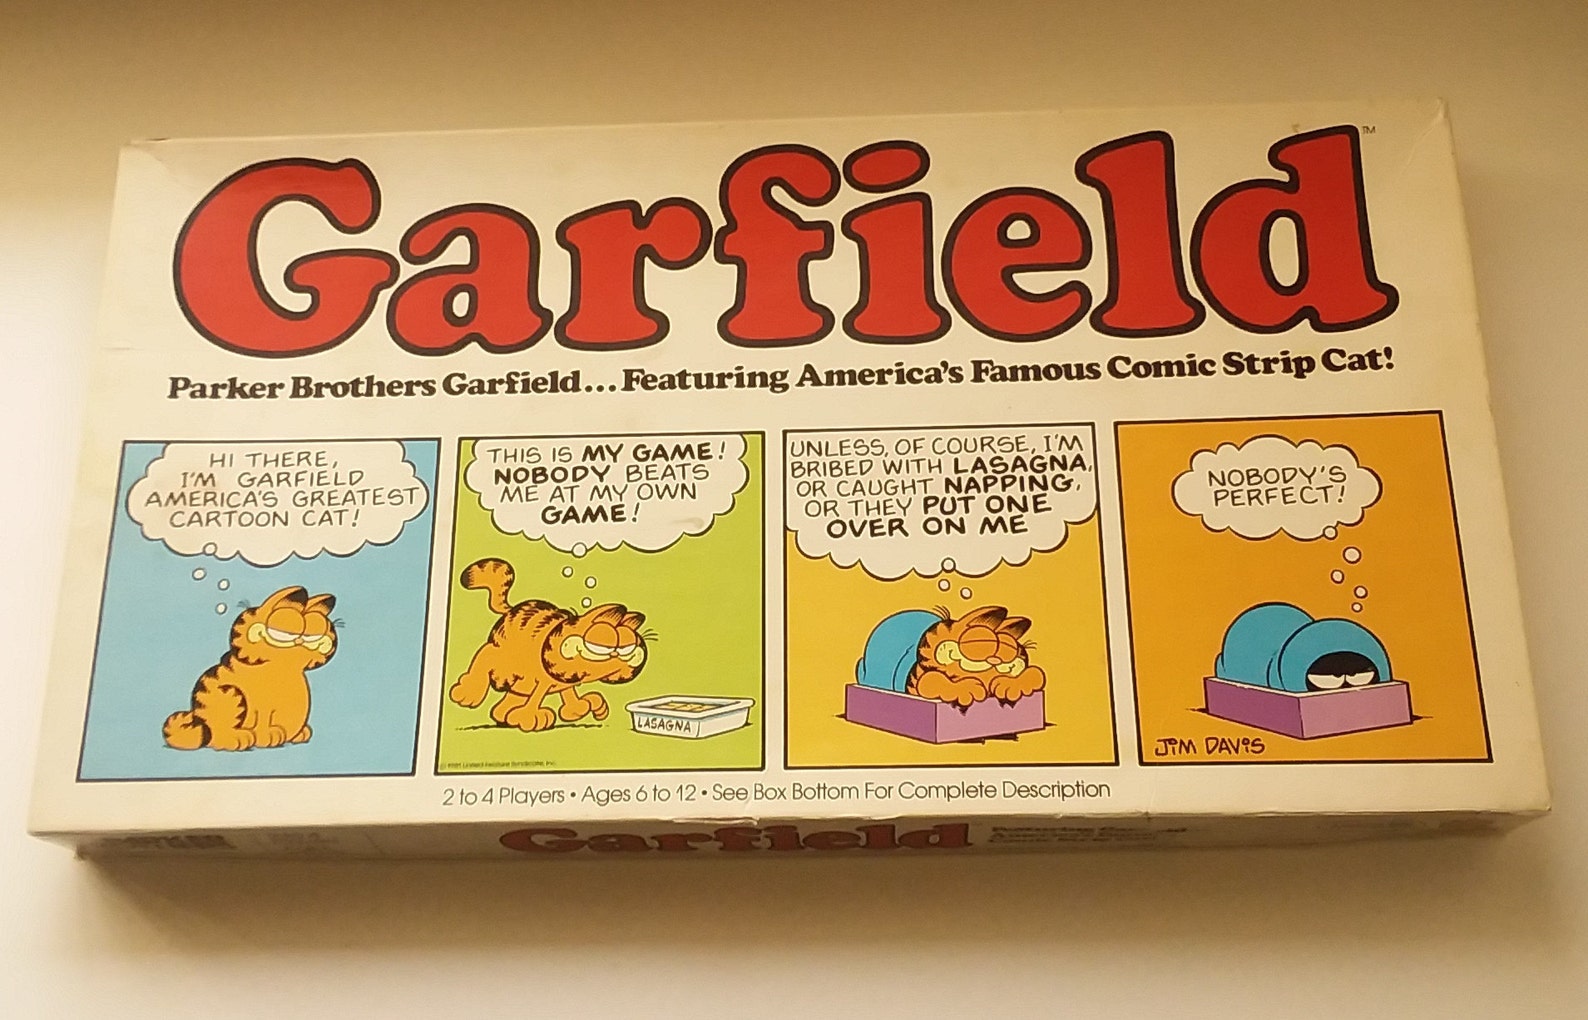 Garfield
TM
Parker Brothers Garfield...Featuring America's Famous Comic Strip Cat!
HI THERE,
I'M GARFIELD
AMERICA'S GREATEST
CARTOON CAT!
THIS IS MY GAME!
NOBODY BEATS
ME AT MY OWN
GAME!
LASAGNA
UNLESS, OF COURSE, I'M
BRIBED WITH LASAGNA,
OR CAUGHT NAPPING,
OR THEY PUT ONE
OVER ON ME
NOBODY'S
PERFECT!
JIM DAVIS
2 to 4 Players • Ages 6 to 12 • See Box Bottom For Complete Description
Garfield